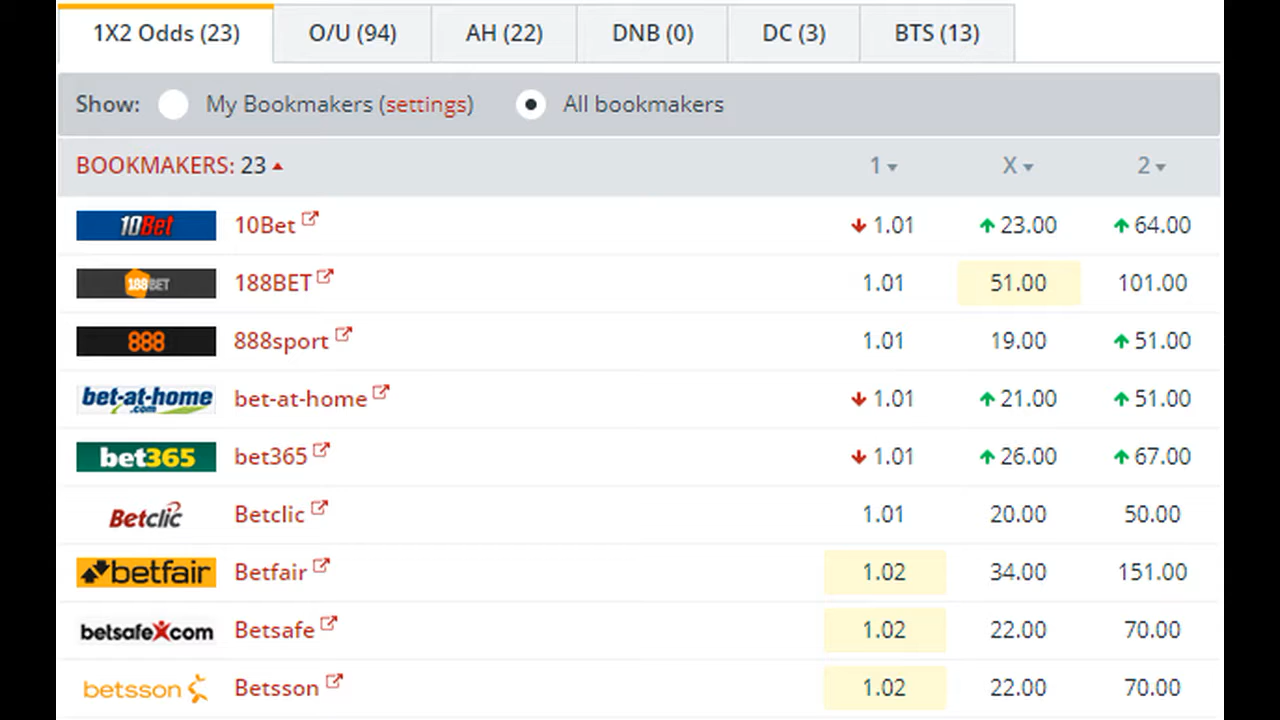 1X2 Odds (23) O/U (94) AH (22) DNB (0) DC (3) BTS (13)
Show: My Bookmakers (settings) All bookmakers
BOOKMAKERS: 23 1 X 2
10Bet 10Bet 1.01 23.00 64.00
188BET 188BET 1.01 51.00 101.00
888 888sport 1.01 19.00 51.00
bet-at-home.com bet-at-home 1.01 21.00 51.00
bet365 bet365 1.01 26.00 67.00
Betclic Betclic 1.01 20.00 50.00
betfair Betfair 1.02 34.00 151.00
betsafe.com Betsafe 1.02 22.00 70.00
betsson Betsson 1.02 22.00 70.00